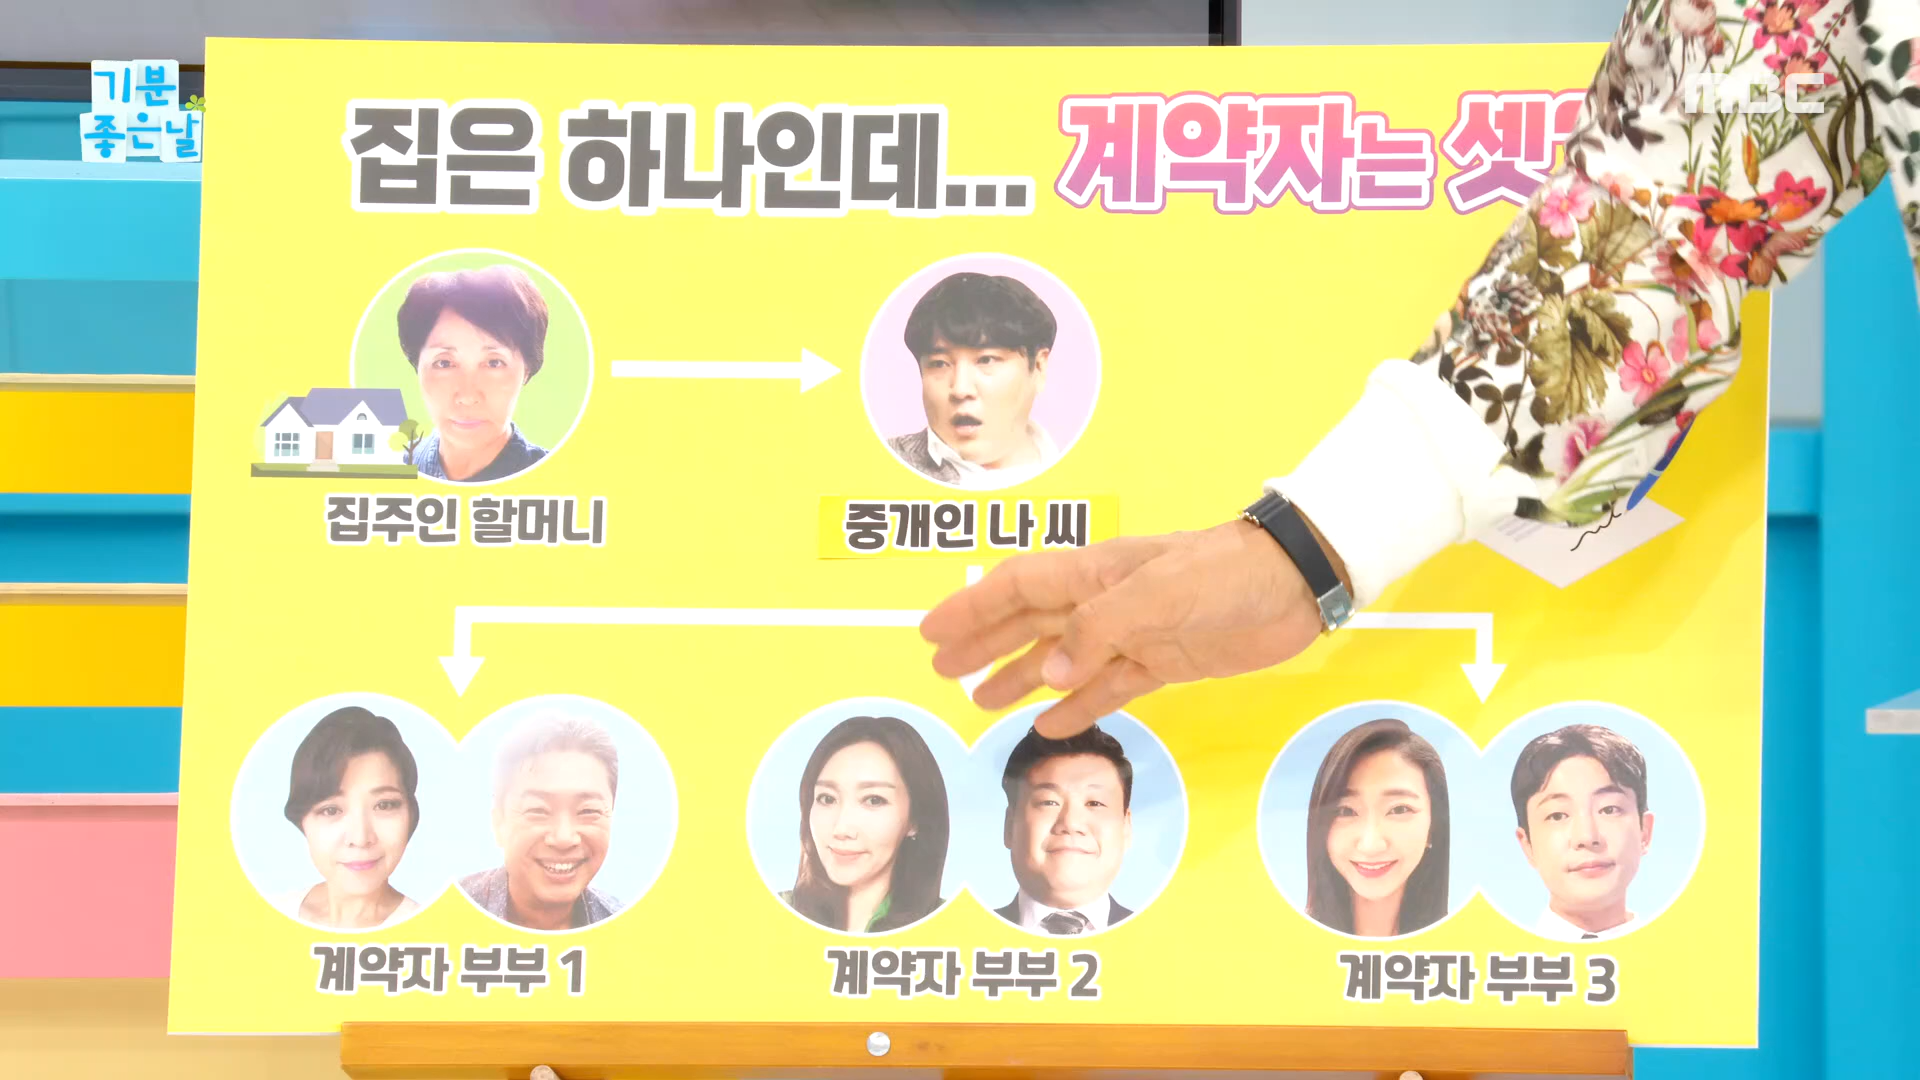 기분
좋은날
MBC
집은 하나인데... 계약자는 셋
집주인 할머니
중개인 나 씨
계약자 부부 1
계약자 부부 2
계약자 부부 3